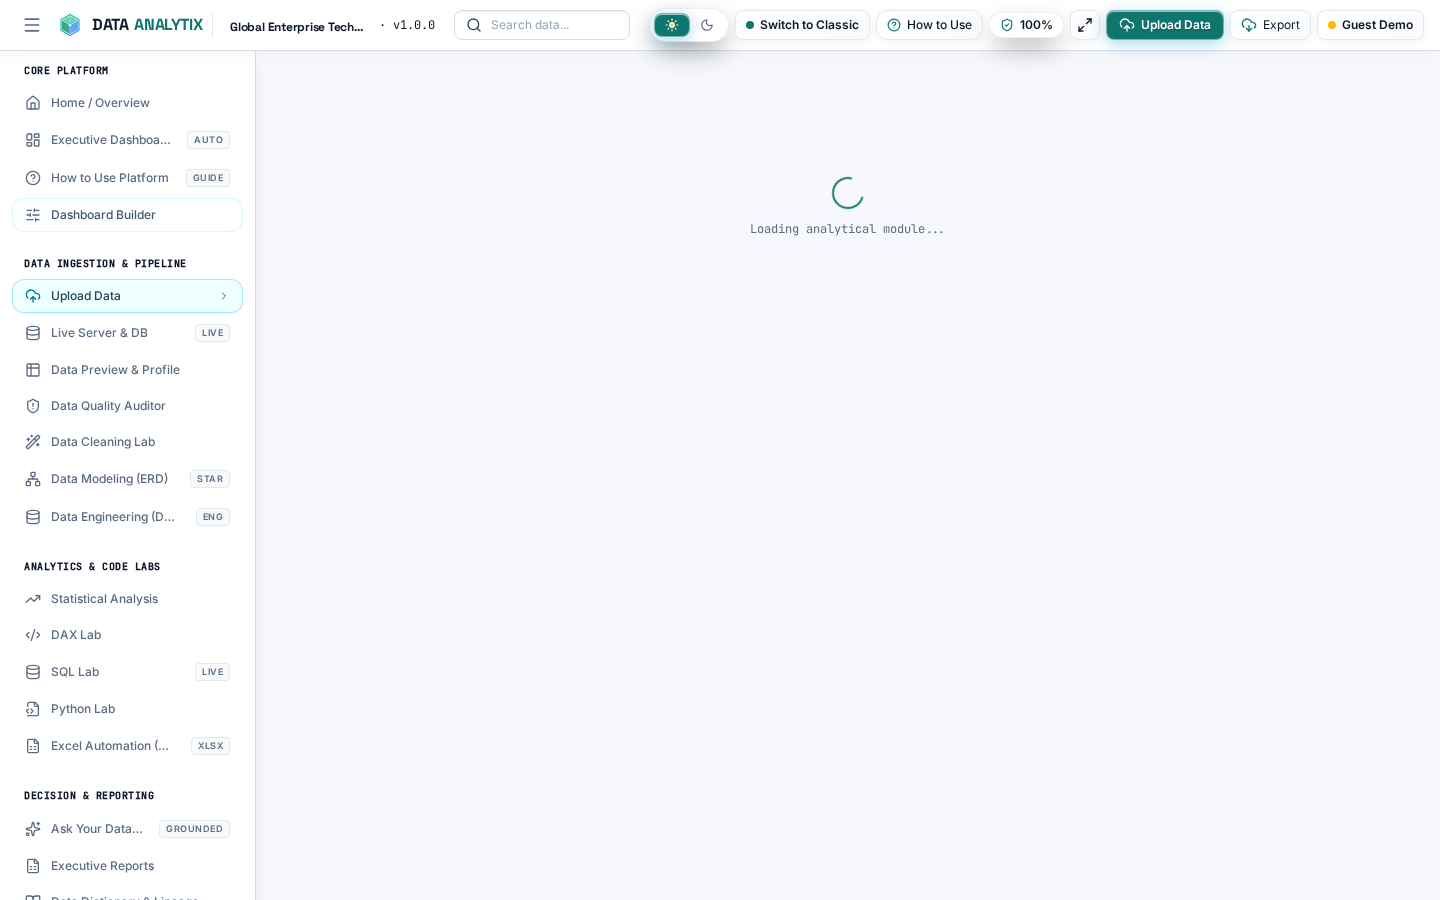 DATA ANALYTIX
Global Enterprise Tech...
· v1.0.0
Search data...
Switch to Classic
How to Use
100%
Upload Data
Export
Guest Demo
CORE PLATFORM
Home / Overview
Executive Dashboa... AUTO
How to Use Platform GUIDE
Dashboard Builder
DATA INGESTION & PIPELINE
Upload Data
Live Server & DB LIVE
Data Preview & Profile
Data Quality Auditor
Data Cleaning Lab
Data Modeling (ERD) STAR
Data Engineering (D... ENG
ANALYTICS & CODE LABS
Statistical Analysis
DAX Lab
SQL Lab LIVE
Python Lab
Excel Automation (... XLSX
DECISION & REPORTING
Ask Your Data... GROUNDED
Executive Reports
Data Dictionary & Lineage
Loading analytical module...